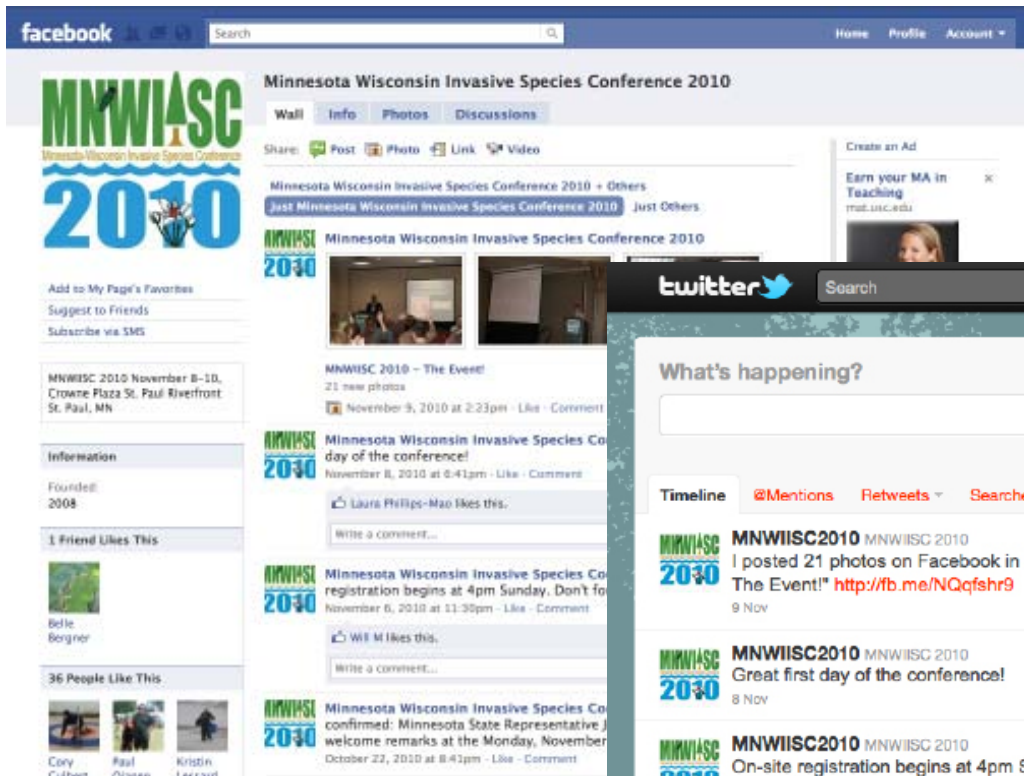 facebook
Search
Home Profile Account
MNWIISC
Minnesota-Wisconsin Invasive Species Conference
2010
Add to My Page's Favorites
Suggest to Friends
Subscribe via SMS
MNWIISC 2010 November 8-10,
Crowne Plaza St. Paul Riverfront
St. Paul, MN
Information
Founded:
2008
1 Friend Likes This
Belle
Bergner
36 People Like This
Cory
Paul
Kristin
Minnesota Wisconsin Invasive Species Conference 2010
Wall Info Photos Discussions
Share: Post Photo Link Video
Minnesota Wisconsin Invasive Species Conference 2010 + Others
Just Minnesota Wisconsin Invasive Species Conference 2010 Just Others
Minnesota Wisconsin Invasive Species Conference 2010
MNWIISC 2010 - The Event!
21 new photos
November 9, 2010 at 2:23pm · Like · Comment
Minnesota Wisconsin Invasive Species Co
day of the conference!
November 8, 2010 at 6:41pm · Like · Comment
Laura Phillips-Mao likes this.
Write a comment...
Minnesota Wisconsin Invasive Species Co
registration begins at 4pm Sunday. Don't fo
November 6, 2010 at 11:30pm · Like · Comment
Will M likes this.
Write a comment...
Minnesota Wisconsin Invasive Species Co
confirmed: Minnesota State Representative J
welcome remarks at the Monday, November
October 22, 2010 at 8:41pm · Like · Comment
Create an Ad
Earn your MA in
Teaching
mat.usc.edu
twitter
Search
What's happening?
Timeline @Mentions Retweets Searche
MNWIISC2010 MNWIISC 2010
I posted 21 photos on Facebook in
The Event!" http://fb.me/NQqfshr9
9 Nov
MNWIISC2010 MNWIISC 2010
Great first day of the conference!
8 Nov
MNWIISC2010 MNWIISC 2010
On-site registration begins at 4pm S